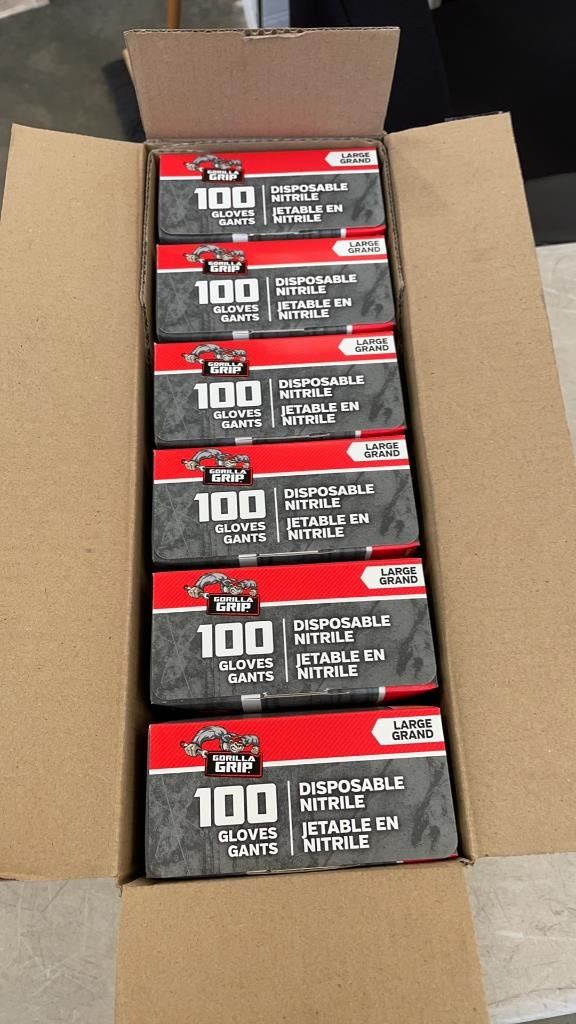 LARGE
GRAND
GORILLA
GRIP
100
GLOVES
GANTS
DISPOSABLE
NITRILE
JETABLE EN
NITRILE
LARGE
GRAND
GORILLA
GRIP
100
GLOVES
GANTS
DISPOSABLE
NITRILE
JETABLE EN
NITRILE
LARGE
GRAND
GORILLA
GRIP
100
GLOVES
GANTS
DISPOSABLE
NITRILE
JETABLE EN
NITRILE
LARGE
GRAND
GORILLA
GRIP
100
GLOVES
GANTS
DISPOSABLE
NITRILE
JETABLE EN
NITRILE
LARGE
GRAND
GORILLA
GRIP
100
GLOVES
GANTS
DISPOSABLE
NITRILE
JETABLE EN
NITRILE
LARGE
GRAND
GORILLA
GRIP
100
GLOVES
GANTS
DISPOSABLE
NITRILE
JETABLE EN
NITRILE